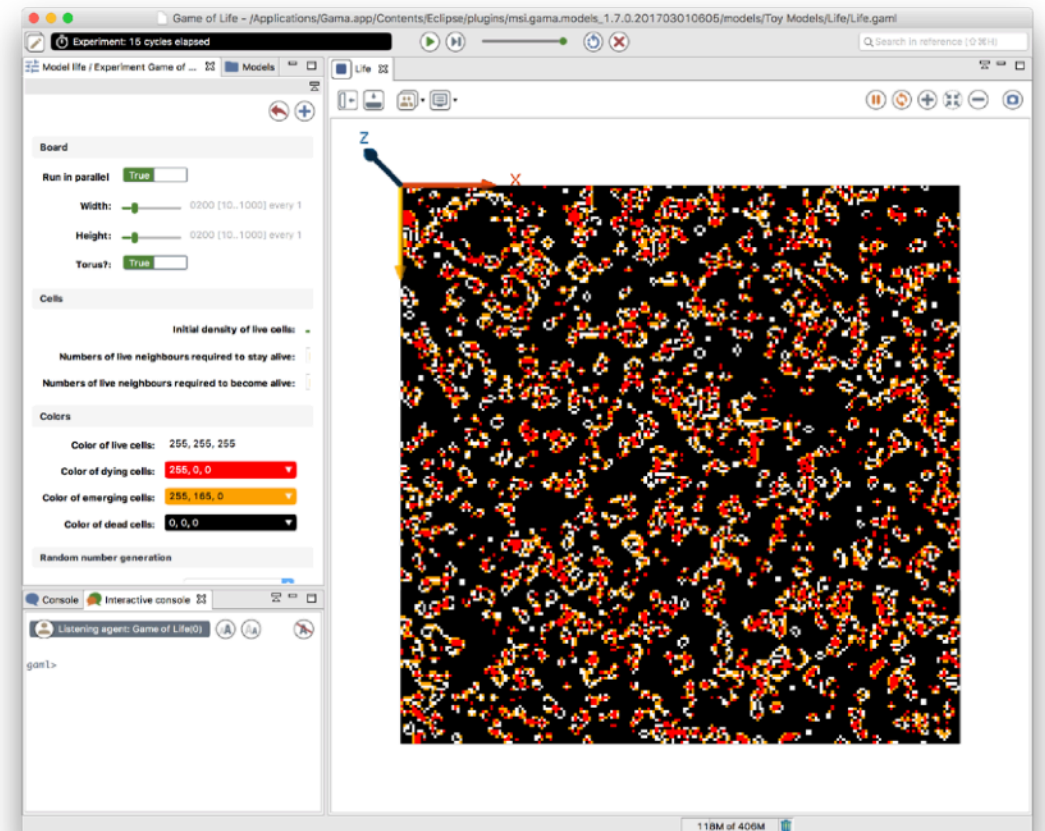 Game of Life - /Applications/Gama.app/Contents/Eclipse/plugins/msi.gama.models_1.7.0.201703010605/models/Toy Models/Life/Life.gaml
Experiment: 15 cycles elapsed
Search in reference (⇧⌘H)
Model life / Experiment Game of ...
Models
Life
Board
Run in parallel True
Width: 0200 [10..1000] every 1
Height: 0200 [10..1000] every 1
Torus?: True
Cells
Initial density of live cells:
Numbers of live neighbours required to stay alive:
Numbers of live neighbours required to become alive:
Colors
Color of live cells: 255, 255, 255
Color of dying cells: 255, 0, 0
Color of emerging cells: 255, 165, 0
Color of dead cells: 0, 0, 0
Random number generation
Z
X
Console
Interactive console
Listening agent: Game of Life(0)
gaml>
118M of 406M